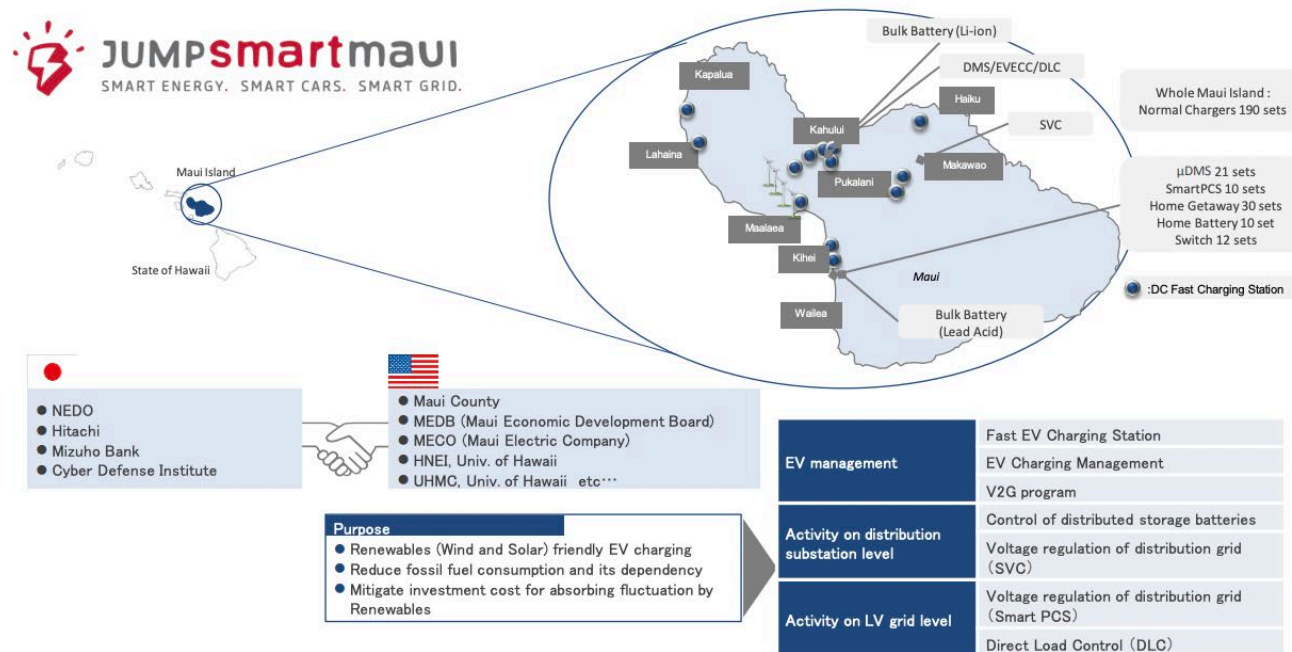 JUMPsmartmaui
SMART ENERGY. SMART CARS. SMART GRID.
Maui Island
State of Hawaii
Bulk Battery (Li-ion)
DMS/EVECC/DLC
Whole Maui Island :
Normal Chargers 190 sets
SVC
μDMS 21 sets
SmartPCS 10 sets
Home Getaway 30 sets
Home Battery 10 set
Switch 12 sets
Kapalua
Haiku
Kahului
Lahaina
Makawao
Pukalani
Maalaea
Kihei
Maui
Wailea
Bulk Battery
(Lead Acid)
:DC Fast Charging Station
● NEDO
● Hitachi
● Mizuho Bank
● Cyber Defense Institute
● Maui County
● MEDB (Maui Economic Development Board)
● MECO (Maui Electric Company)
● HNEI, Univ. of Hawaii
● UHMC, Univ. of Hawaii etc⋯
Purpose
● Renewables (Wind and Solar) friendly EV charging
● Reduce fossil fuel consumption and its dependency
● Mitigate investment cost for absorbing fluctuation by
Renewables
EV management
Fast EV Charging Station
EV Charging Management
V2G program
Activity on distribution
substation level
Control of distributed storage batteries
Voltage regulation of distribution grid
(SVC)
Activity on LV grid level
Voltage regulation of distribution grid
(Smart PCS)
Direct Load Control (DLC)